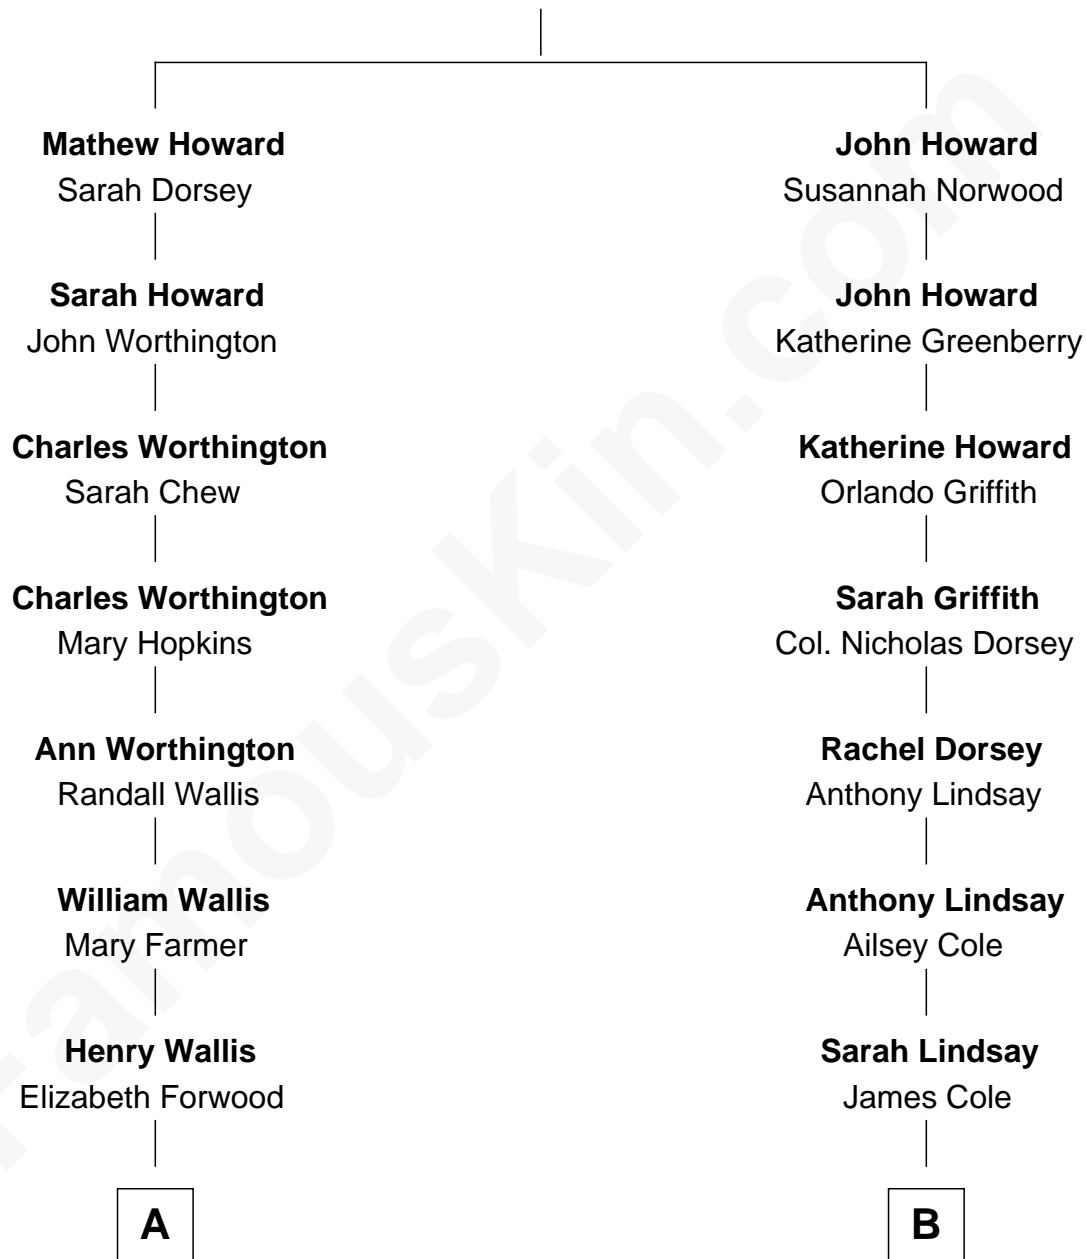 Mathew Howard
Sarah Dorsey
John Howard
Susannah Norwood
Sarah Howard
John Worthington
John Howard
Katherine Greenberry
Charles Worthington
Sarah Chew
Katherine Howard
Orlando Griffith
Charles Worthington
Mary Hopkins
Sarah Griffith
Col. Nicholas Dorsey
Ann Worthington
Randall Wallis
Rachel Dorsey
Anthony Lindsay
William Wallis
Mary Farmer
Anthony Lindsay
Ailsey Cole
Henry Wallis
Elizabeth Forwood
Sarah Lindsay
James Cole
A
B
FamousKin.com